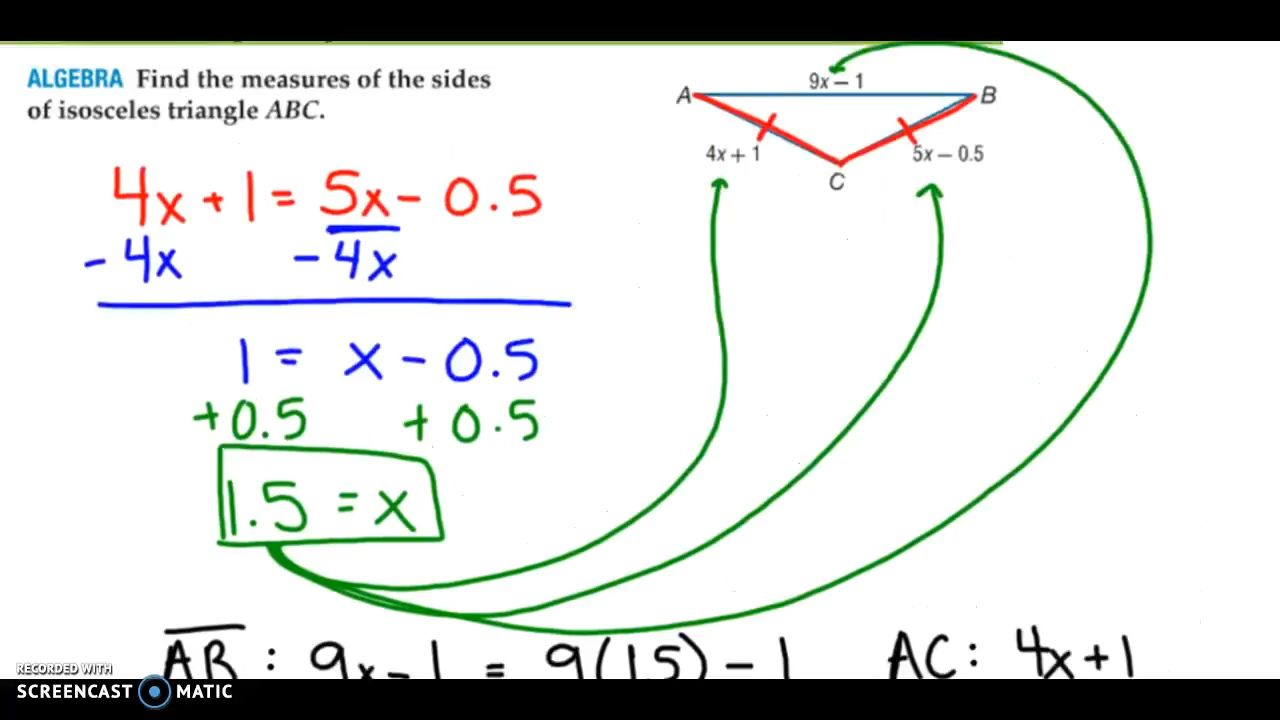 ALGEBRA Find the measures of the sides
of isosceles triangle ABC.
9x – 1
A
B
4x + 1
5x – 0.5
C
4x + 1 = 5x - 0.5
- 4x - 4x
1 = x - 0.5
+0.5 + 0.5
1.5 = x
AB : 9x - 1 = 9(15) - 1
AC: 4x + 1
RECORDED WITH
SCREENCAST MATIC